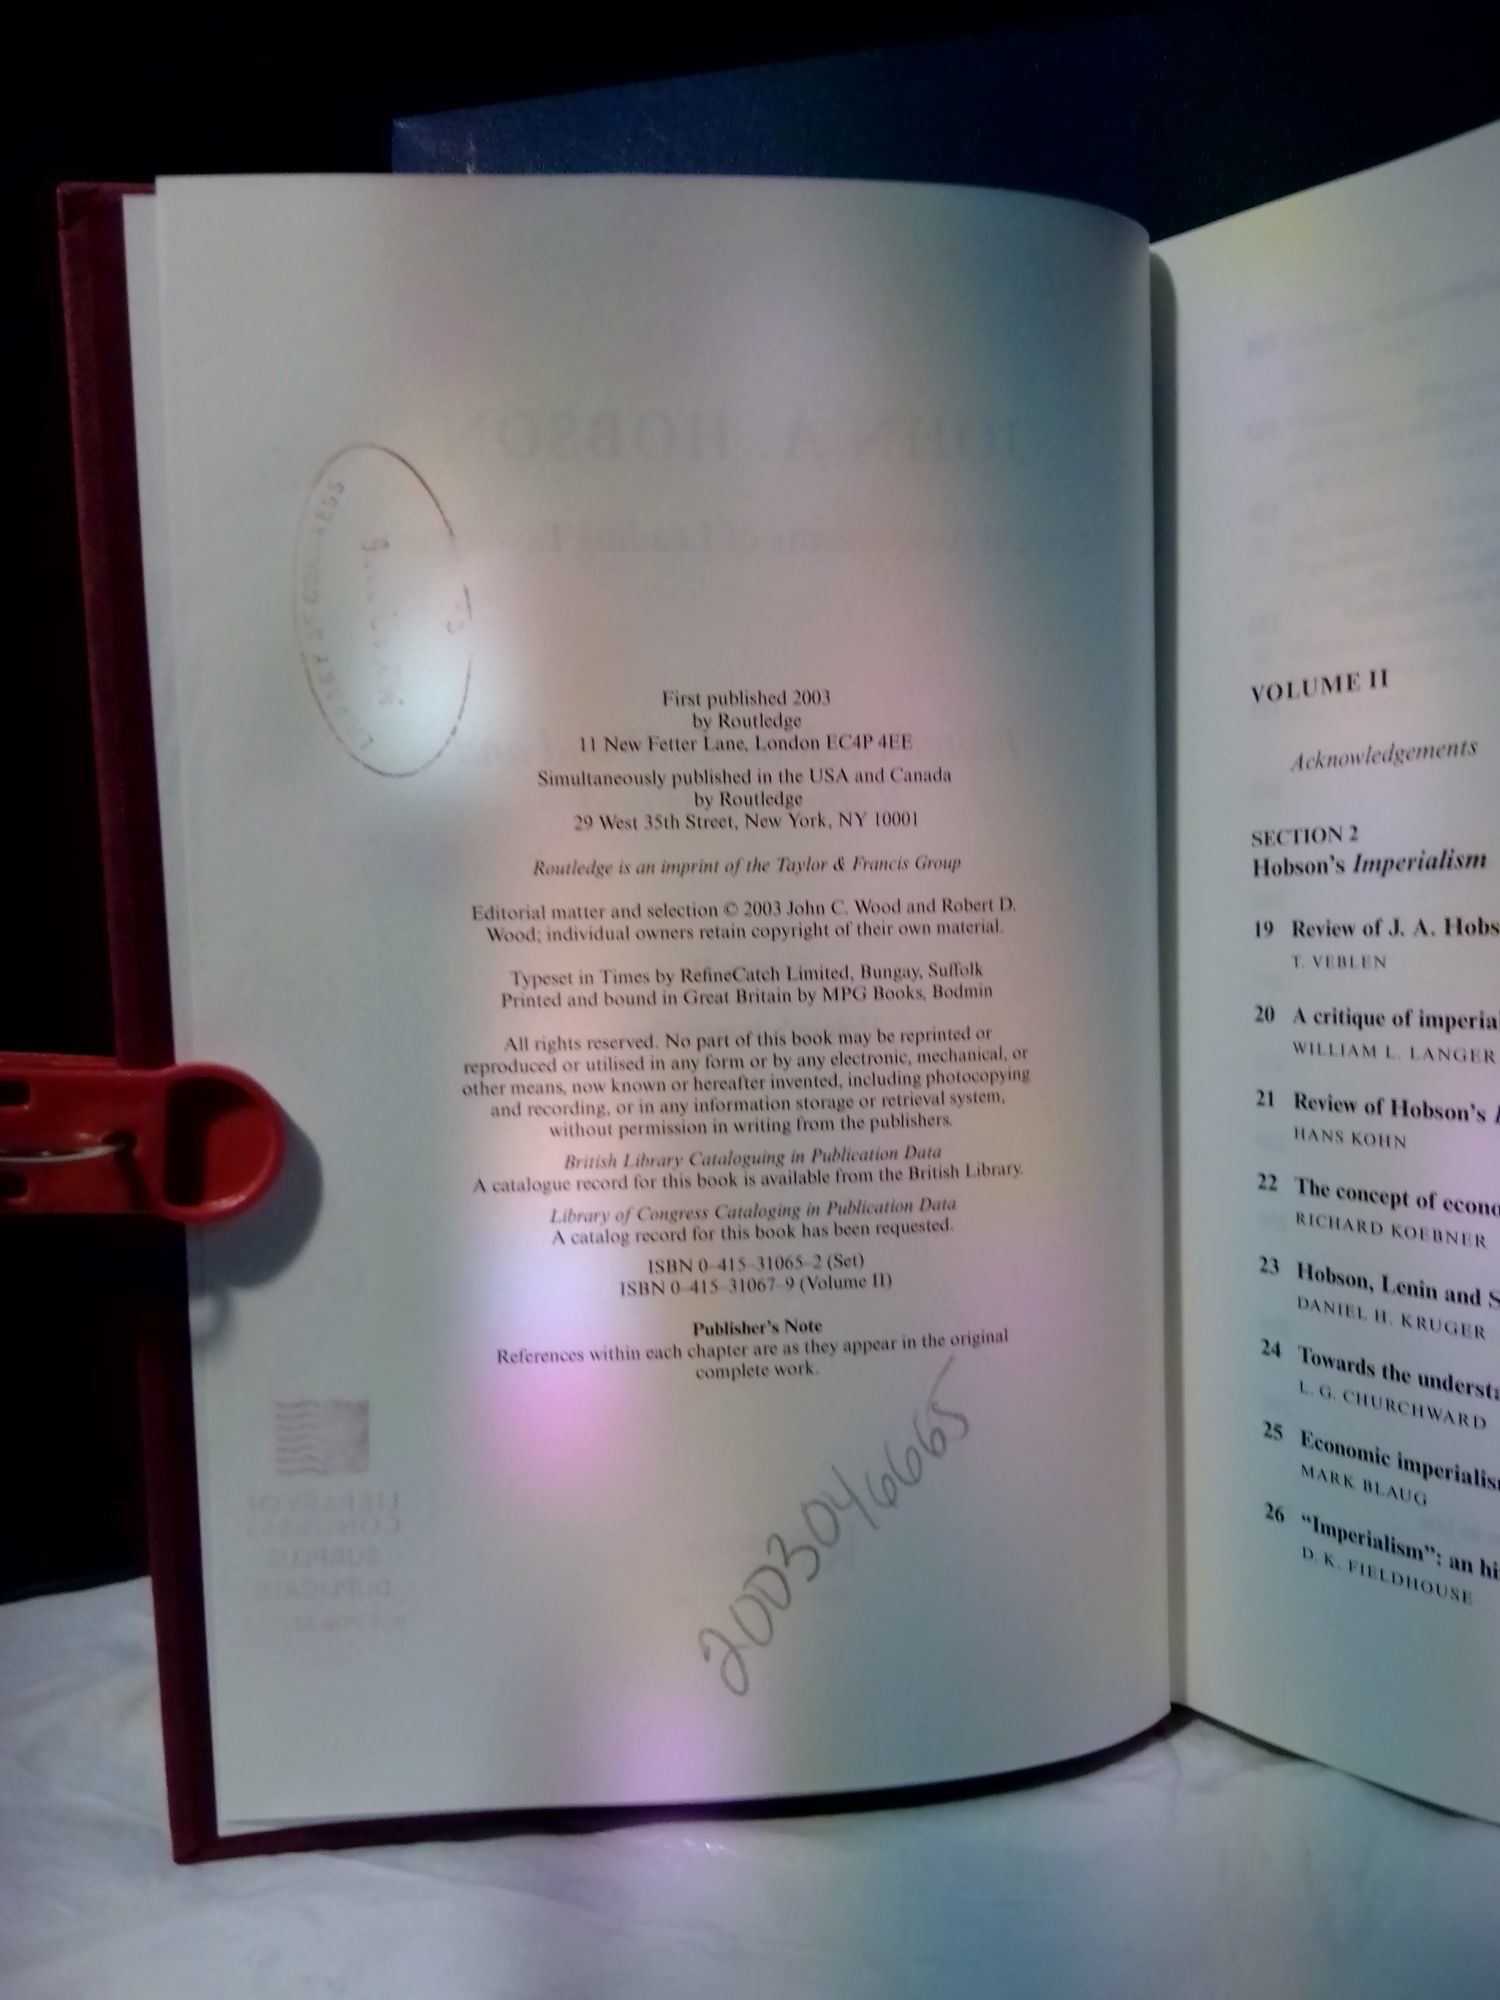 First published 2003
by Routledge
11 New Fetter Lane, London EC4P 4EE
Simultaneously published in the USA and Canada
by Routledge
29 West 35th Street, New York, NY 10001
Routledge is an imprint of the Taylor & Francis Group
Editorial matter and selection © 2003 John C. Wood and Robert D.
Wood; individual owners retain copyright of their own material.
Typeset in Times by RefineCatch Limited, Bungay, Suffolk
Printed and bound in Great Britain by MPG Books, Bodmin
All rights reserved. No part of this book may be reprinted or
reproduced or utilised in any form or by any electronic, mechanical, or
other means, now known or hereafter invented, including photocopying
and recording, or in any information storage or retrieval system,
without permission in writing from the publishers.
British Library Cataloguing in Publication Data
A catalogue record for this book is available from the British Library
Library of Congress Cataloging in Publication Data
A catalog record for this book has been requested.
ISBN 0–415–31065–2 (Set)
ISBN 0–415–31067–9 (Volume II)
Publisher's Note
References within each chapter are as they appear in the original
complete work.
2003046665
LIBRARY OF CONGRESS
VOLUME II
Acknowledgements
SECTION 2
Hobson's Imperialism
19 Review of J. A. Hobs
T. VEBLEN
20 A critique of imperia
WILLIAM L. LANGER
21 Review of Hobson's I
HANS KOHN
22 The concept of econo
RICHARD KOEBNER
23 Hobson, Lenin and S
DANIEL H. KRUGER
24 Towards the understa
L. G. CHURCHWARD
25 Economic imperialis
MARK BLAUG
26 "Imperialism": an hi
D. K. FIELDHOUSE